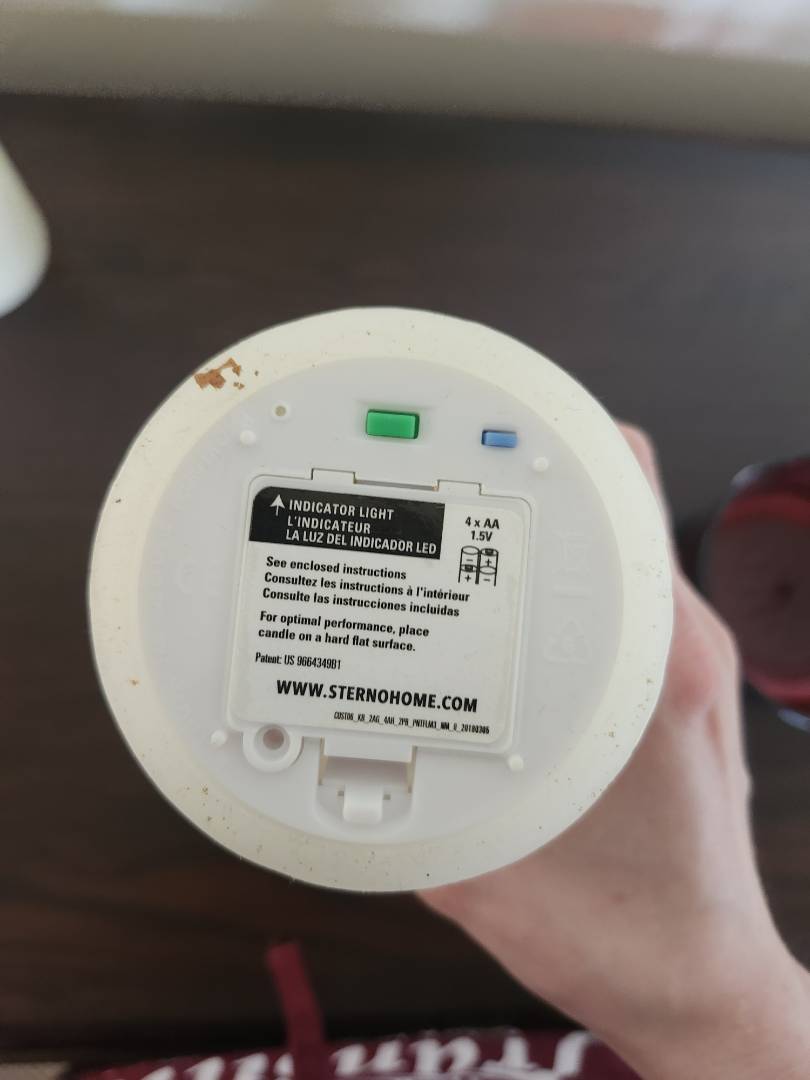 INDICATOR LIGHT
L'INDICATEUR
LA LUZ DEL INDICADOR LED
4 x AA
1.5V
See enclosed instructions
Consultez les instructions à l'intérieur
Consulte las instrucciones incluidas
For optimal performance, place
candle on a hard flat surface.
Patent: US 9664349B1
WWW.STERNOHOME.COM